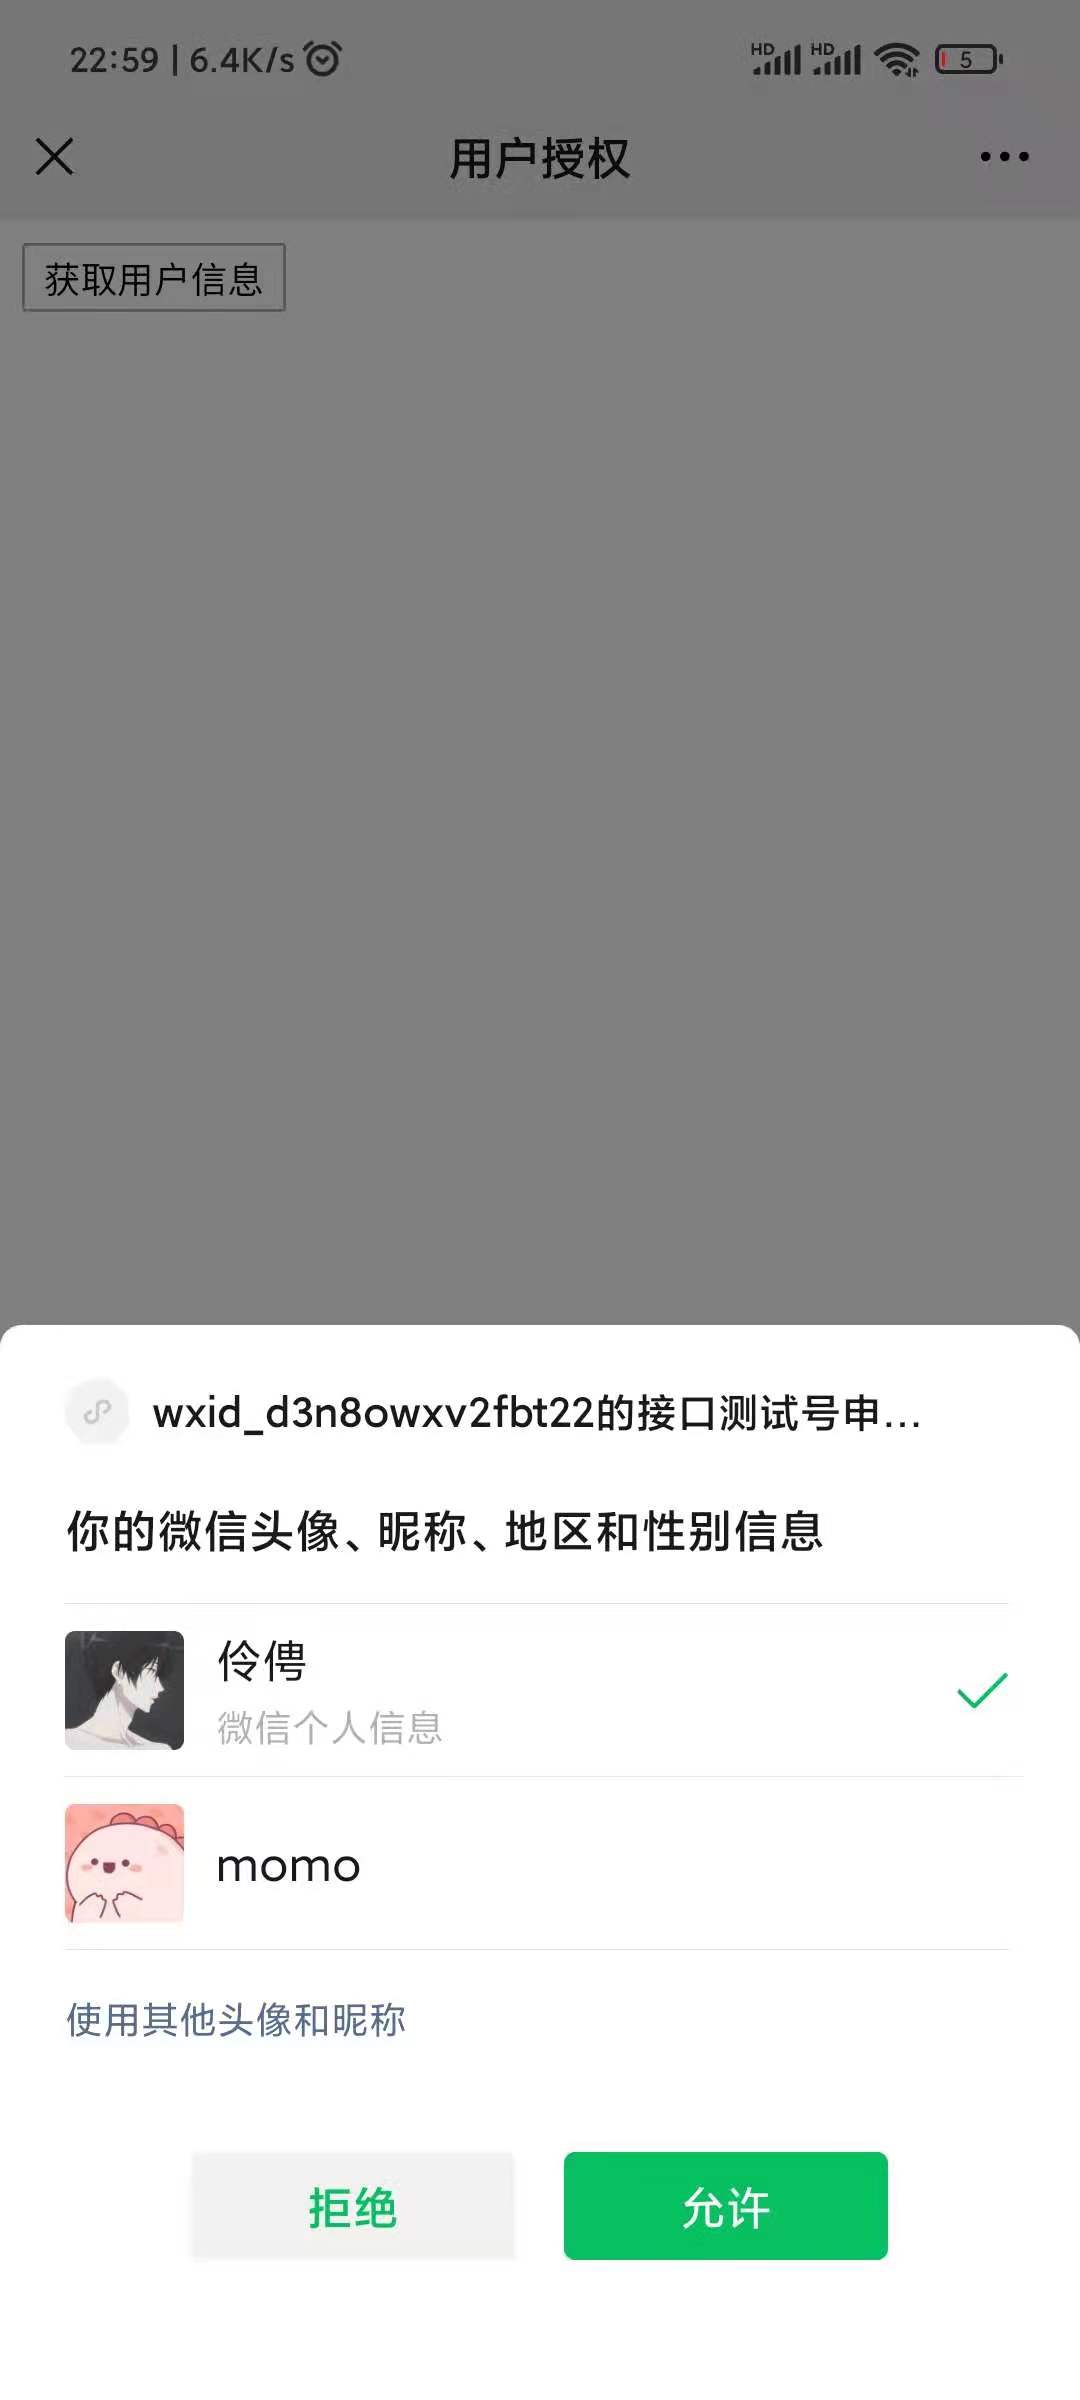 22:59 | 6.4K/s
HD HD 5
用户授权
获取用户信息
wxid_d3n8owxv2fbt22的接口测试号申...
你的微信头像、昵称、地区和性别信息
伶俜
微信个人信息
momo
使用其他头像和昵称
拒绝
允许